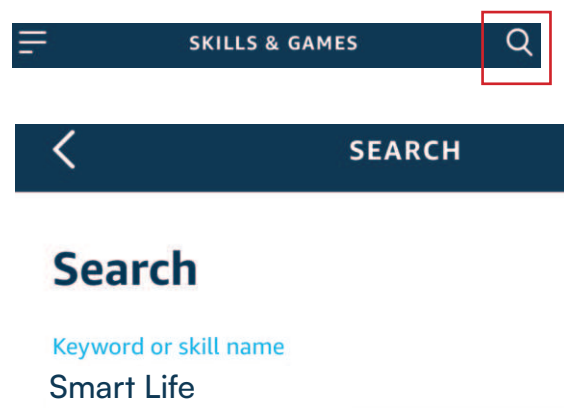 SKILLS & GAMES
SEARCH
Search
Keyword or skill name
Smart Life